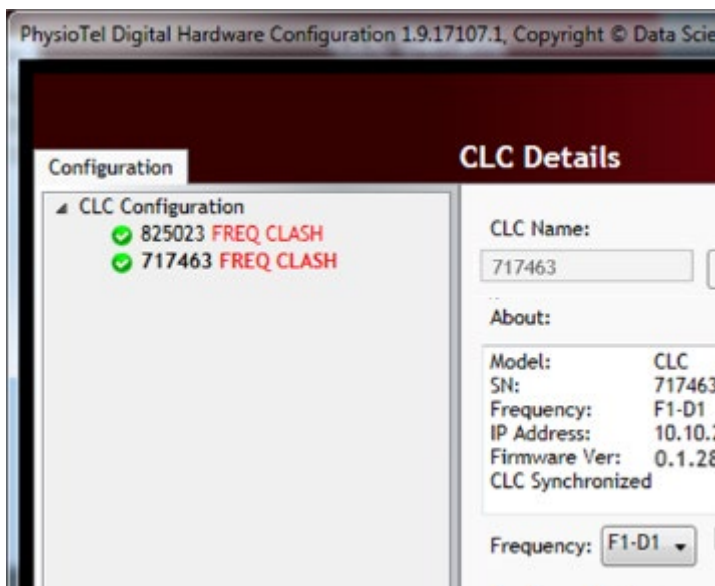 PhysioTel Digital Hardware Configuration 1.9.17107.1, Copyright © Data Scie
Configuration
CLC Details
CLC Configuration
825023 FREQ CLASH
717463 FREQ CLASH
CLC Name:
717463
About:
Model: CLC
SN: 717463
Frequency: F1-D1
IP Address: 10.10.
Firmware Ver: 0.1.28
CLC Synchronized
Frequency: F1-D1